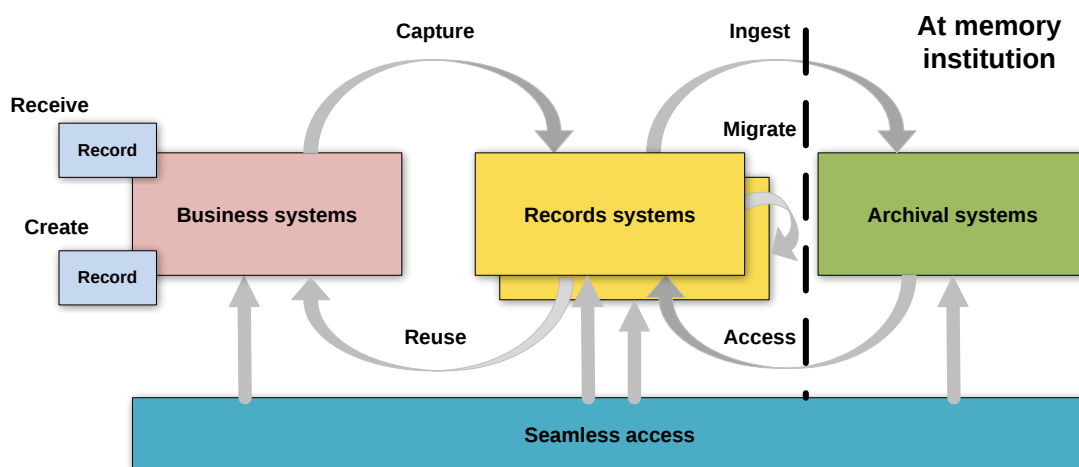 Capture
Ingest
At memory
institution
Receive
Record
Migrate
Business systems
Records systems
Archival systems
Create
Record
Reuse
Access
Seamless access